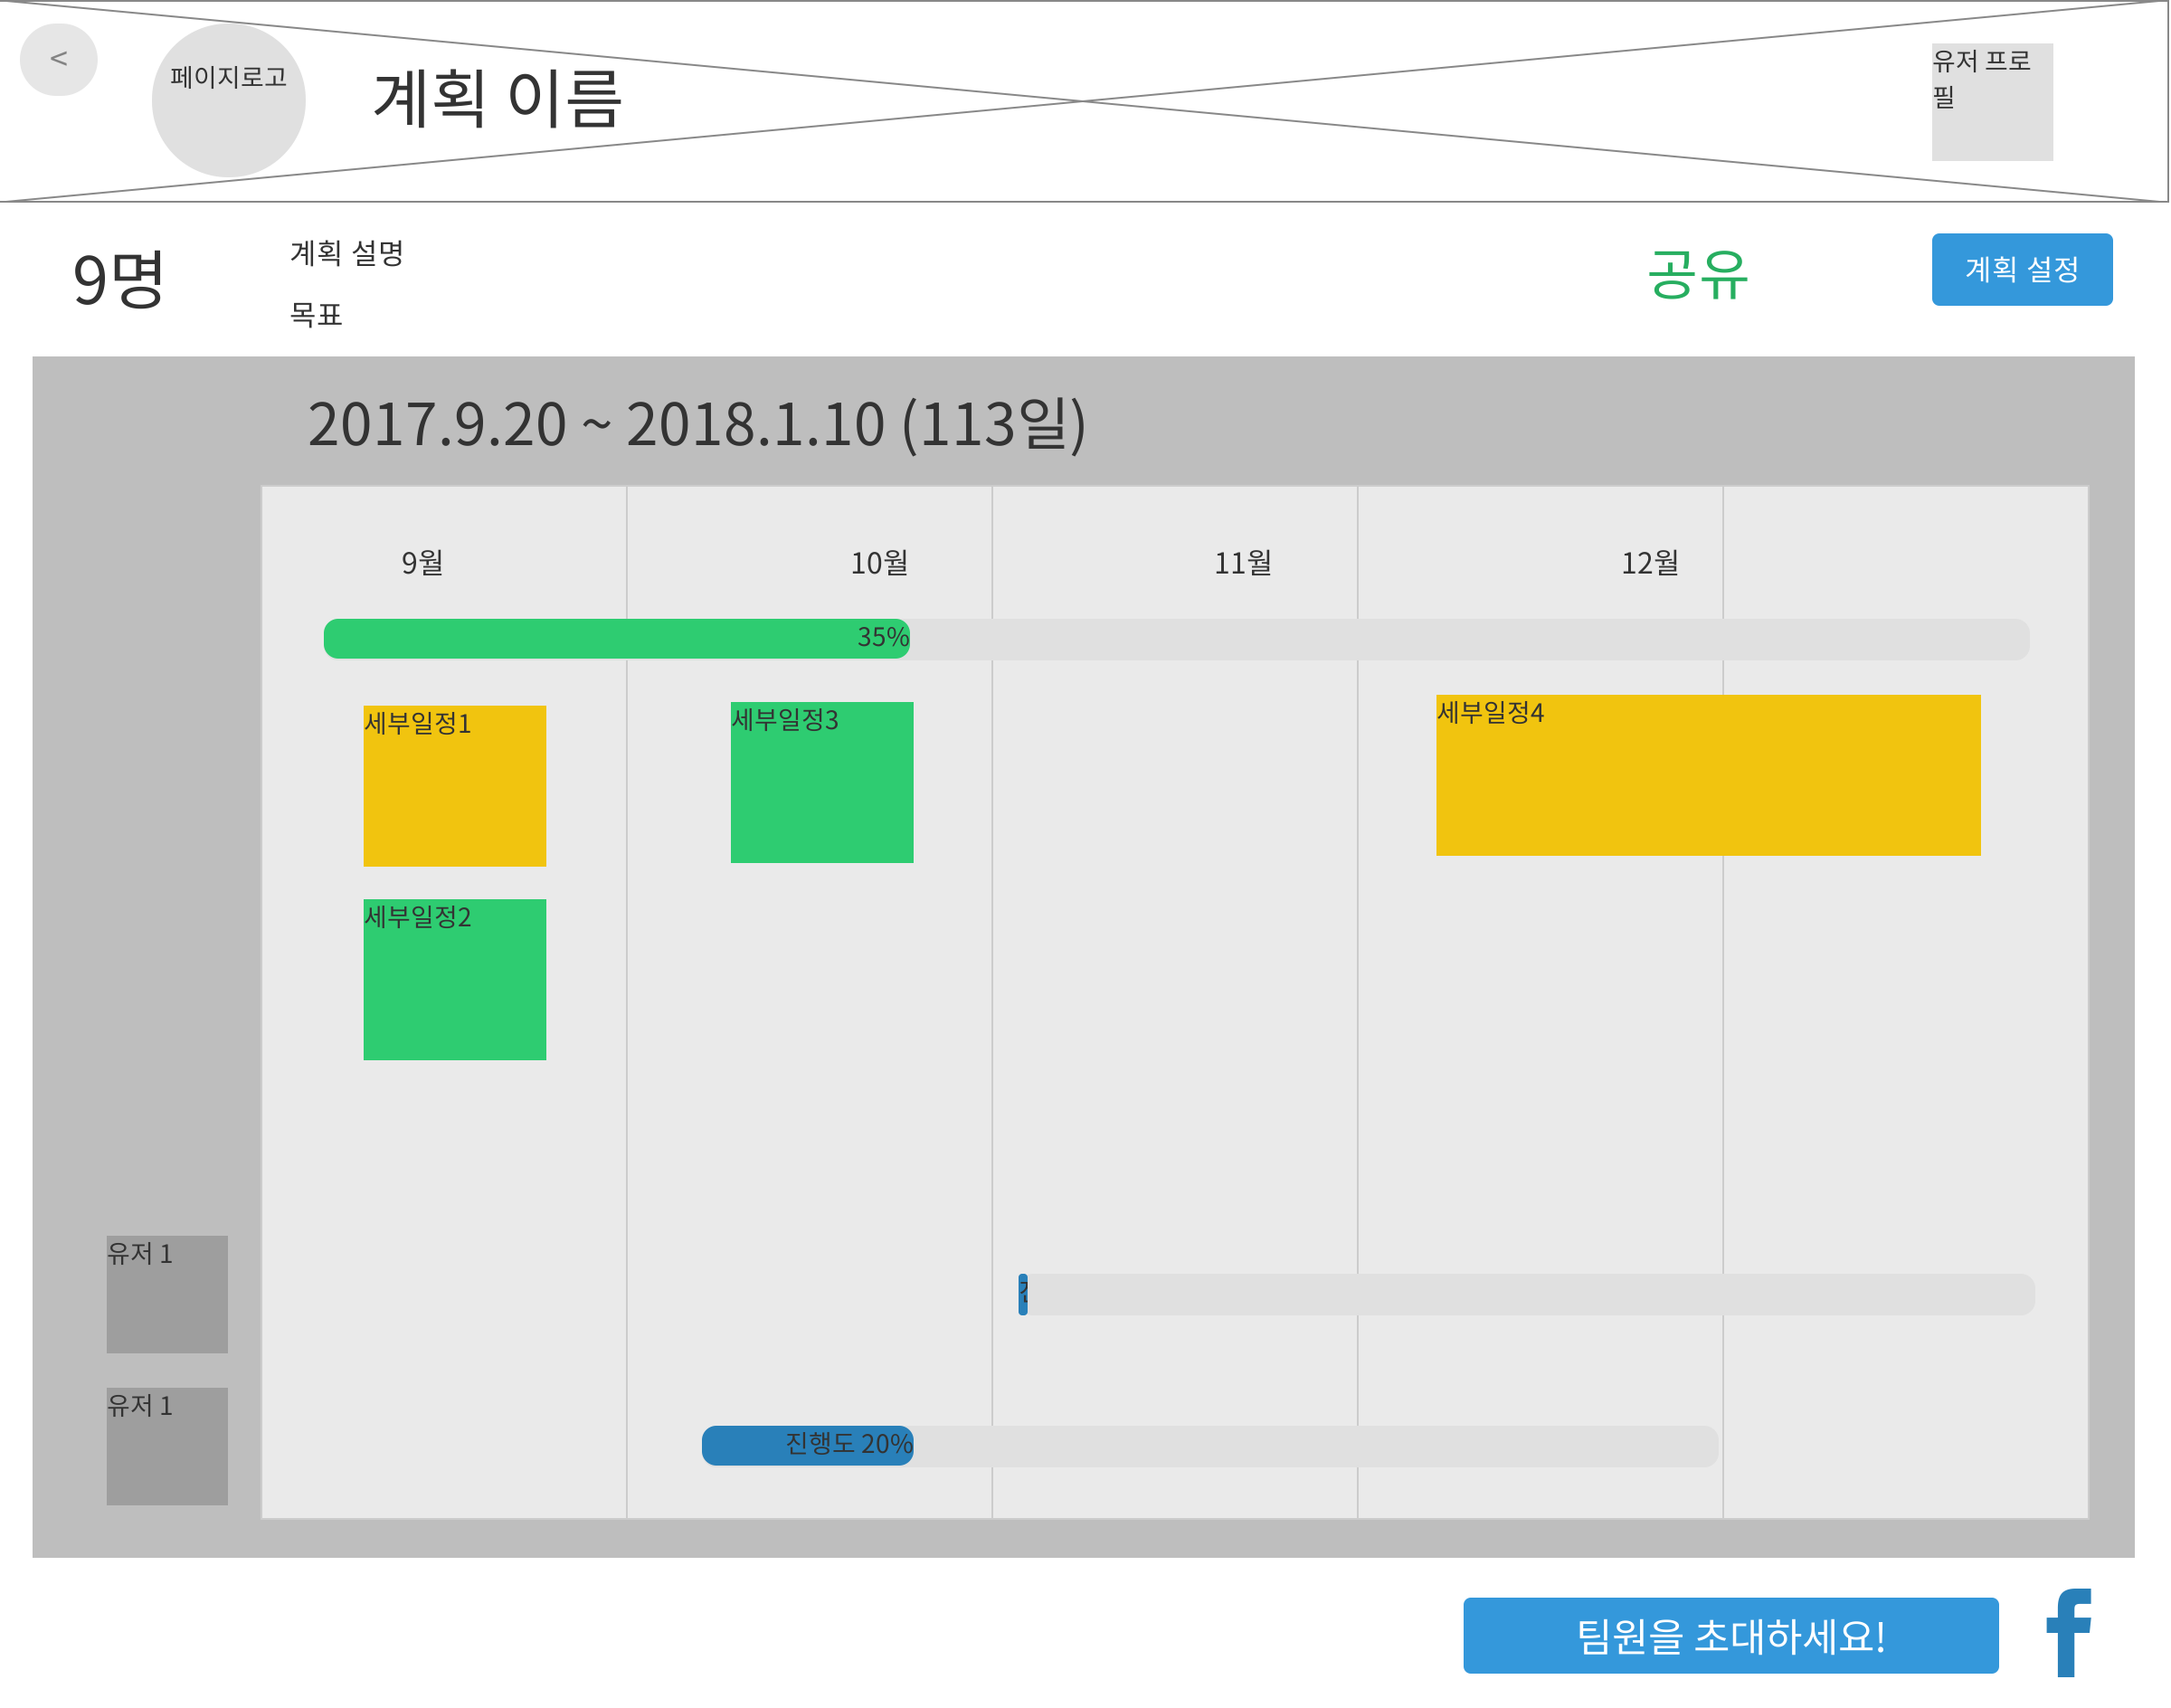 <
페이지로고
계획 이름
유저 프로
필
9명
계획 설명
목표
공유
계획 설정
2017.9.20 ~ 2018.1.10 (113일)
9월
10월
11월
12월
35%
세부일정1
세부일정3
세부일정4
세부일정2
유저 1
유저 1
진행도 20%
팀원을 초대하세요!
f